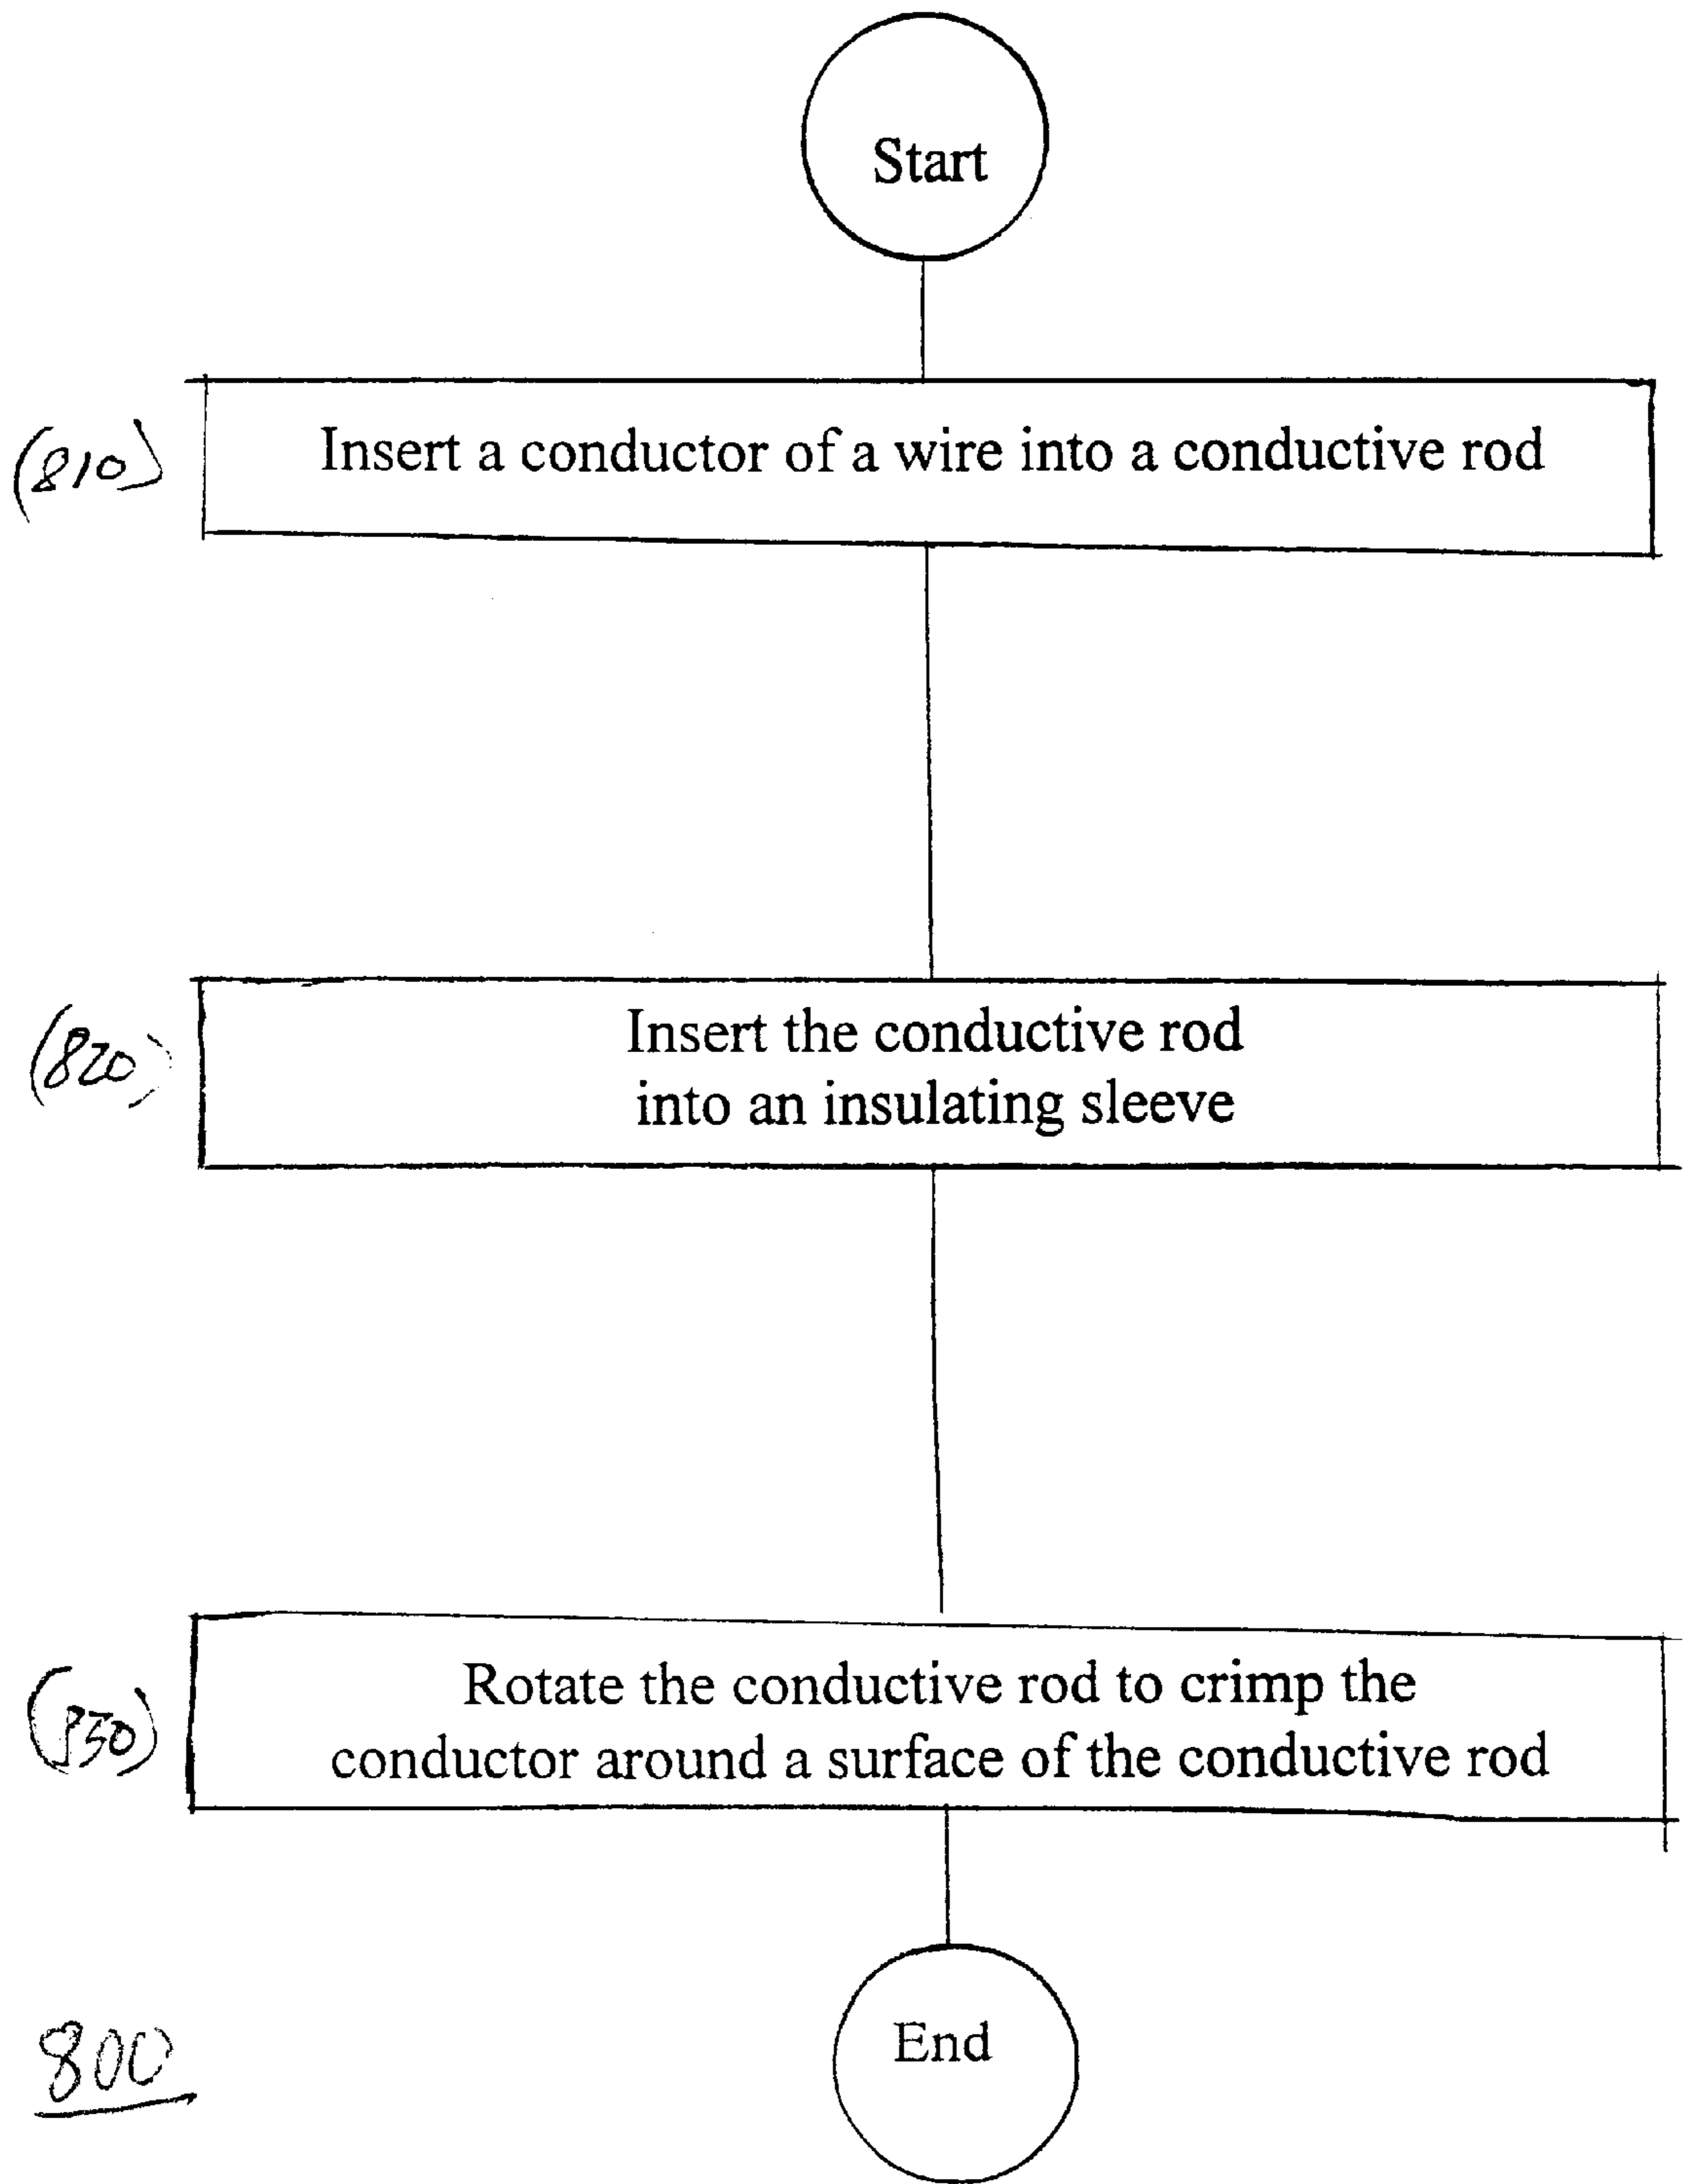 Start
(810)
Insert a conductor of a wire into a conductive rod
(820)
Insert the conductive rod
into an insulating sleeve
Rotate the conductive rod to crimp the
conductor around a surface of the conductive rod
End
800